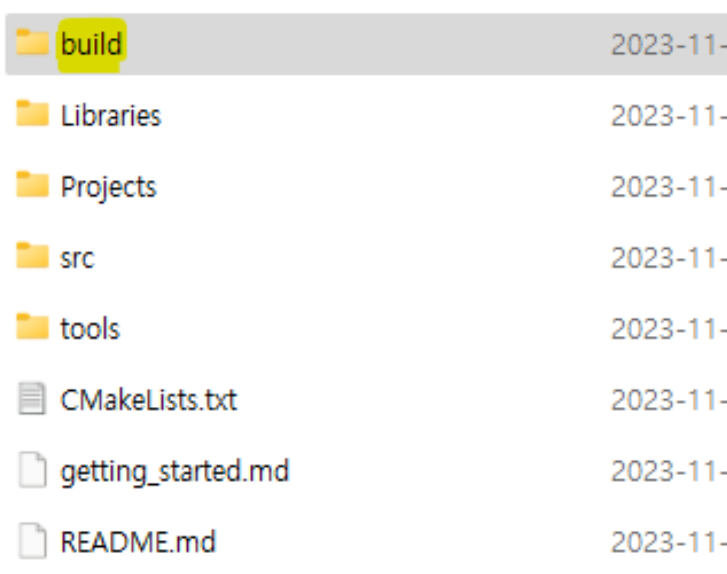 build 2023-11-
Libraries 2023-11-
Projects 2023-11-
src 2023-11-
tools 2023-11-
CMakeLists.txt 2023-11-
getting_started.md 2023-11-
README.md 2023-11-